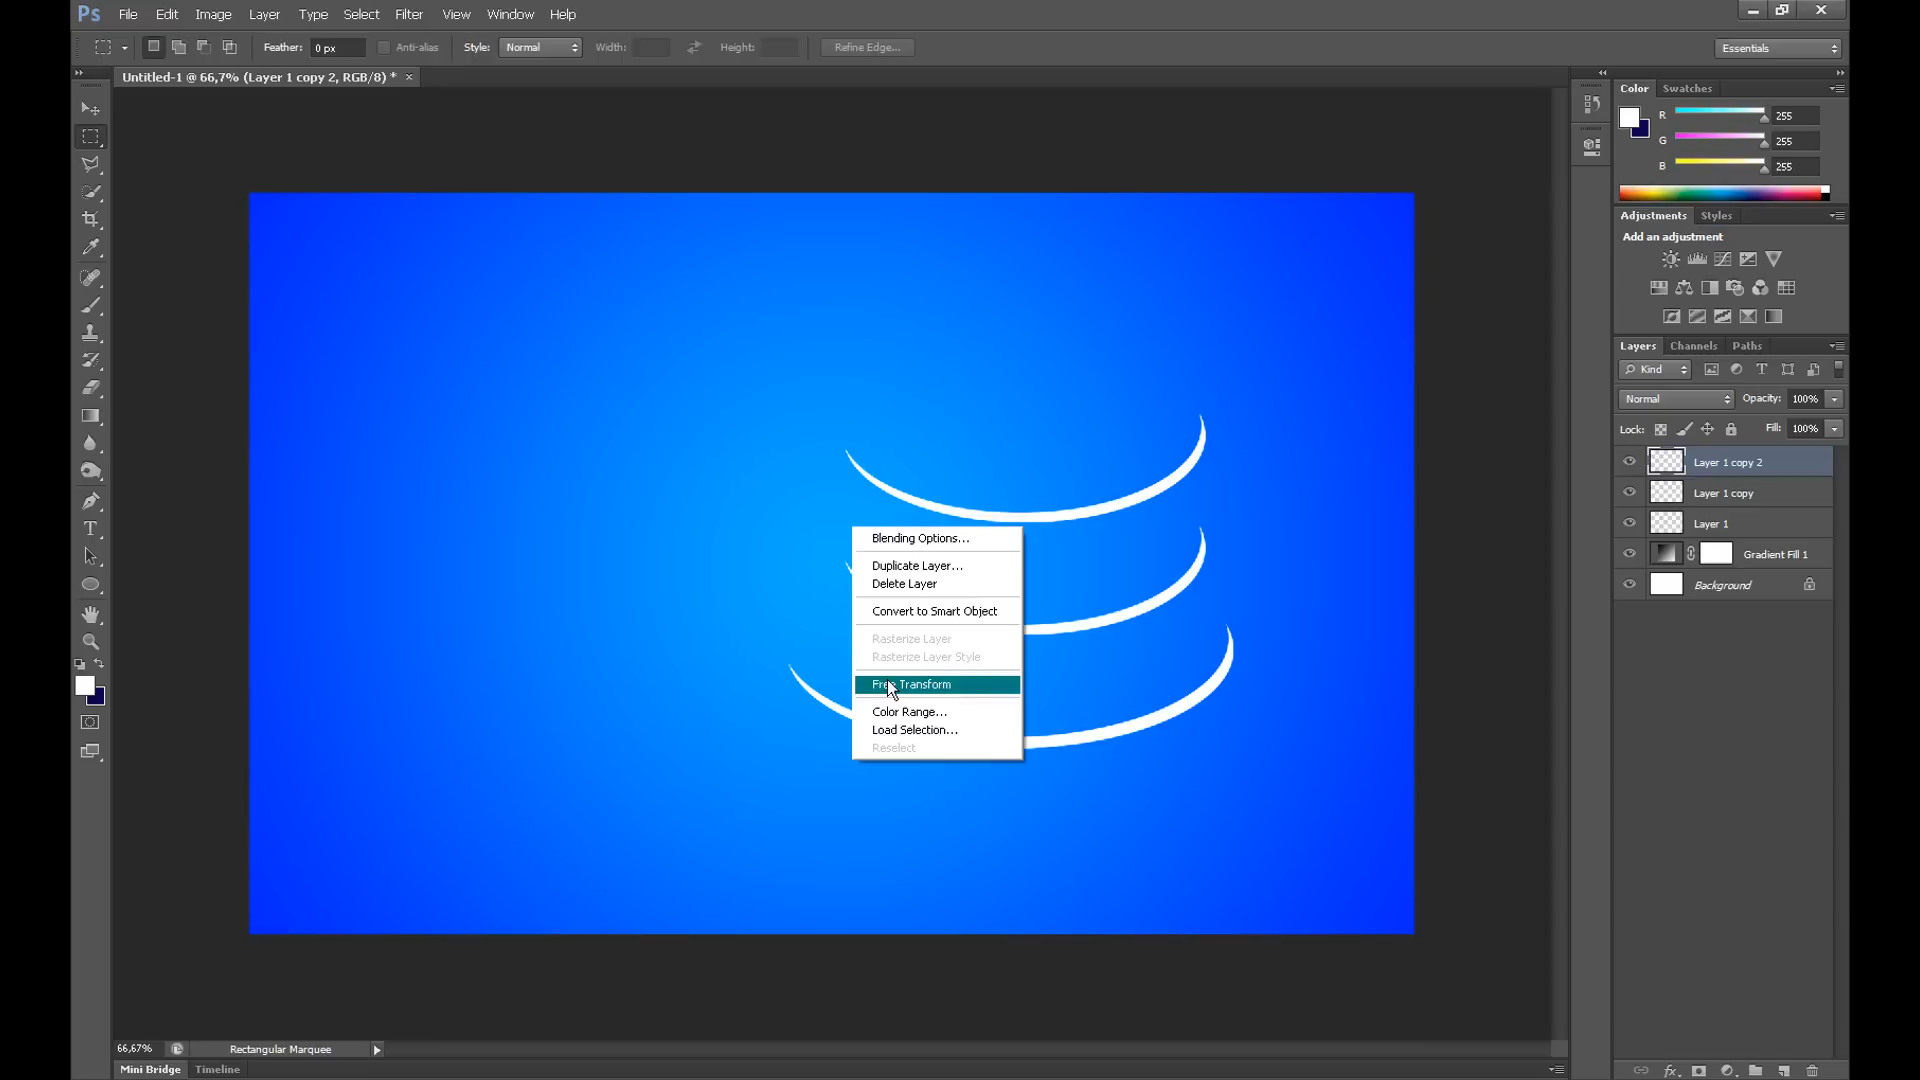 Ps File Edit Image Layer Type Select Filter View Window Help
Feather: 0 px Anti-alias Style: Normal Width: Height: Refine Edge... Essentials
Untitled-1 @ 66,7% (Layer 1 copy 2, RGB/8) * ×
Color Swatches
R 255
G 255
B 255
Adjustments Styles
Add an adjustment
Layers Channels Paths
Kind T
Normal Opacity: 100%
Lock: Fill: 100%
Layer 1 copy 2
Layer 1 copy
Layer 1
Gradient Fill 1
Background
Blending Options...
Duplicate Layer...
Delete Layer
Convert to Smart Object
Rasterize Layer
Rasterize Layer Style
Free Transform
Color Range...
Load Selection...
Reselect
T
66,67% Rectangular Marquee
Mini Bridge Timeline
fx